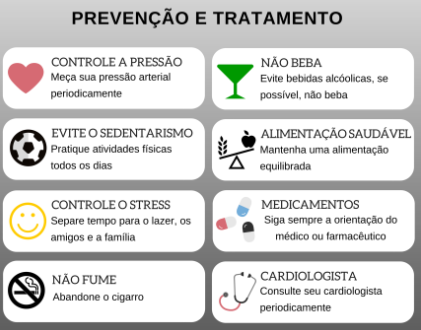 PREVENÇÃO E TRATAMENTO
CONTROLE A PRESSÃO
Meça sua pressão arterial
periodicamente
NÃO BEBA
Evite bebidas alcóolicas, se
possível, não beba
EVITE O SEDENTARISMO
Pratique atividades físicas
todos os dias
ALIMENTAÇÃO SAUDÁVEL
Mantenha uma alimentação
equilibrada
CONTROLE O STRESS
Separe tempo para o lazer, os
amigos e a família
MEDICAMENTOS
Siga sempre a orientação do
médico ou farmacêutico
NÃO FUME
Abandone o cigarro
CARDIOLOGISTA
Consulte seu cardiologista
periodicamente